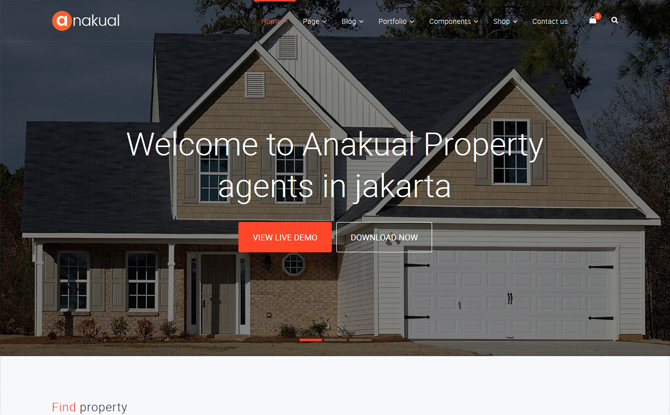 anakual
Home Page Blog Portfolio Components Shop Contact us
Welcome to Anakual Property
agents in jakarta
VIEW LIVE DEMO DOWNLOAD NOW
Find property